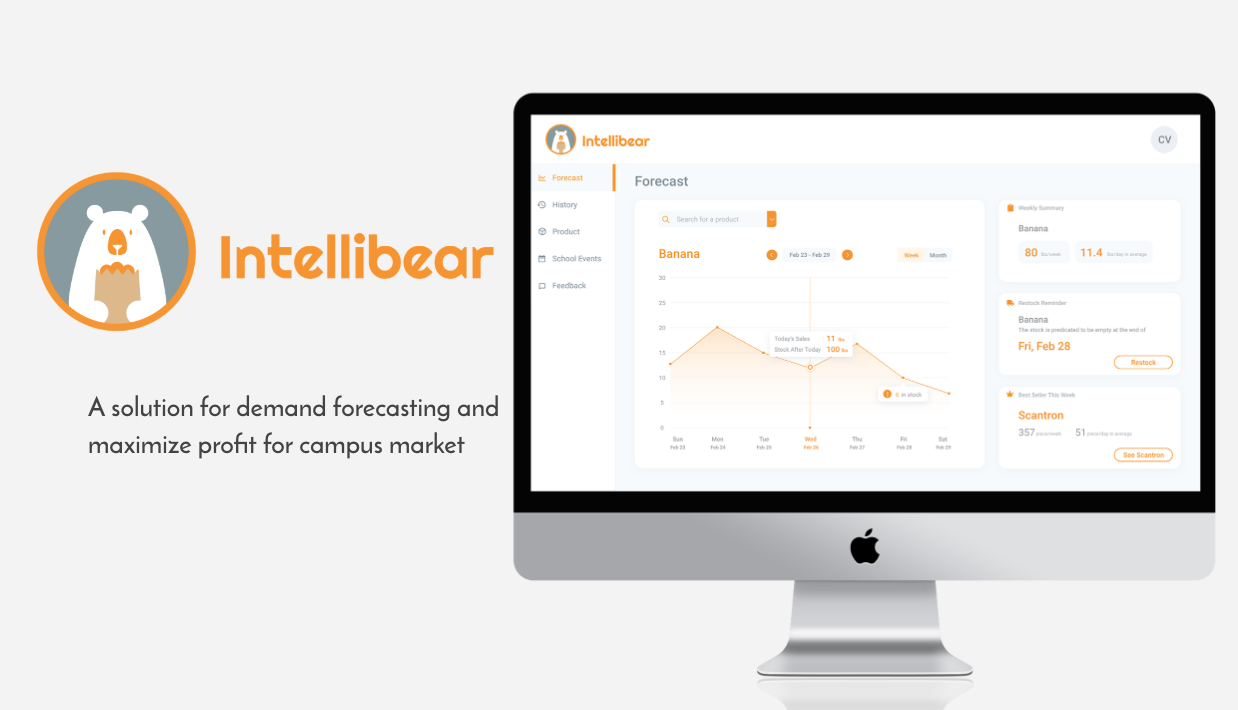 Intellibear
A solution for demand forecasting and
maximize profit for campus market
Intellibear
CV
Forecast
History
Product
School Events
Feedback
Forecast
Search for a product
Banana
Feb 23 - Feb 29
Week
Month
30
25
20
15
10
5
0
Today's Sales 11 lbs
Stock After Today 100 lbs
! 0 in stock
Sun Mon Tue Wed Thu Fri Sat
Feb 23 Feb 24 Feb 25 Feb 26 Feb 27 Feb 28 Feb 29
Weekly Summary
Banana
80 lbs/week 11.4 lbs/day in average
Restock Reminder
Banana
The stock is predicated to be empty at the end of
Fri, Feb 28
Restock
Best Seller This Week
Scantron
357 piece/week 51 piece/day in average
See Scantron